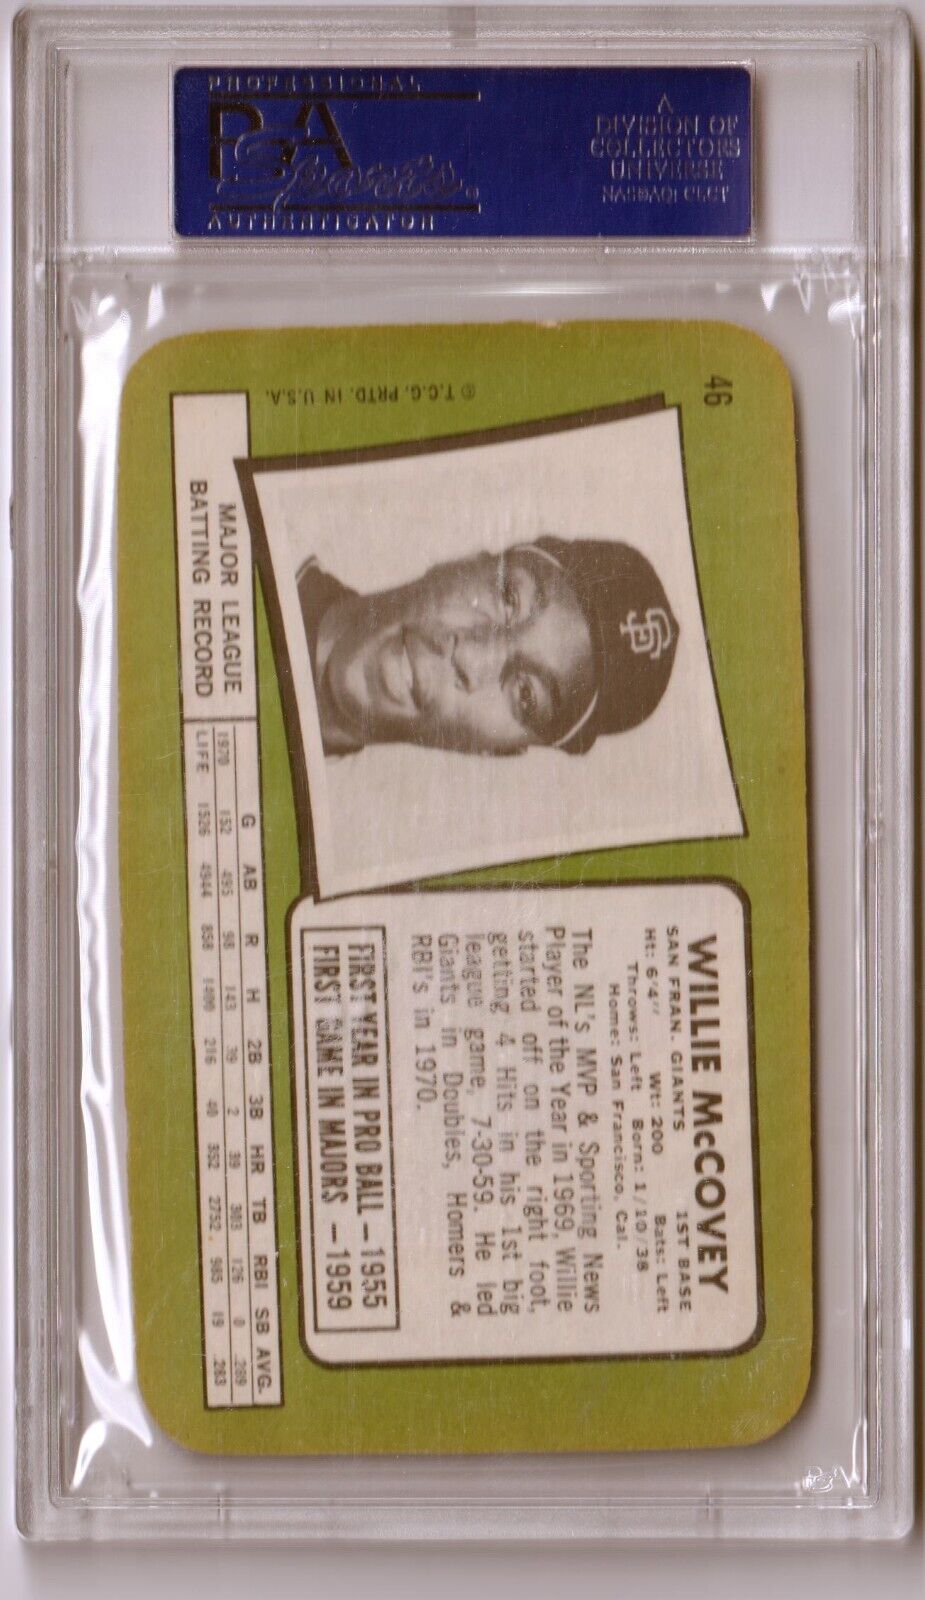 PROFESSIONAL
PSA
Sports
AUTHENTICATOR
A
DIVISION OF
COLLECTORS
UNIVERSE
NASDAQ: CLCT
46
© T.C.G. PRTD. IN U.S.A.
SF
WILLIE McCOVEY
SAN FRAN. GIANTS 1ST BASE
Ht: 6'4" Wt: 200 Bats: Left
Throws: Left Born: 1/10/38
Home: San Francisco, Cal.
The NL's MVP & Sporting News
Player of the Year in 1969, Willie
started off on the right foot,
getting 4 Hits in his 1st big
league game, 7-30-59. He led
Giants in Doubles, Homers &
RBI's in 1970.
FIRST YEAR IN PRO BALL—1955
FIRST GAME IN MAJORS —1959
MAJOR LEAGUE
BATTING RECORD
G AB R H 2B 3B HR TB RBI SB AVG.
1970 152 495 98 143 39 2 39 303 126 0 .289
LIFE 1526 4944 858 1400 216 40 352 2752 985 19 .283